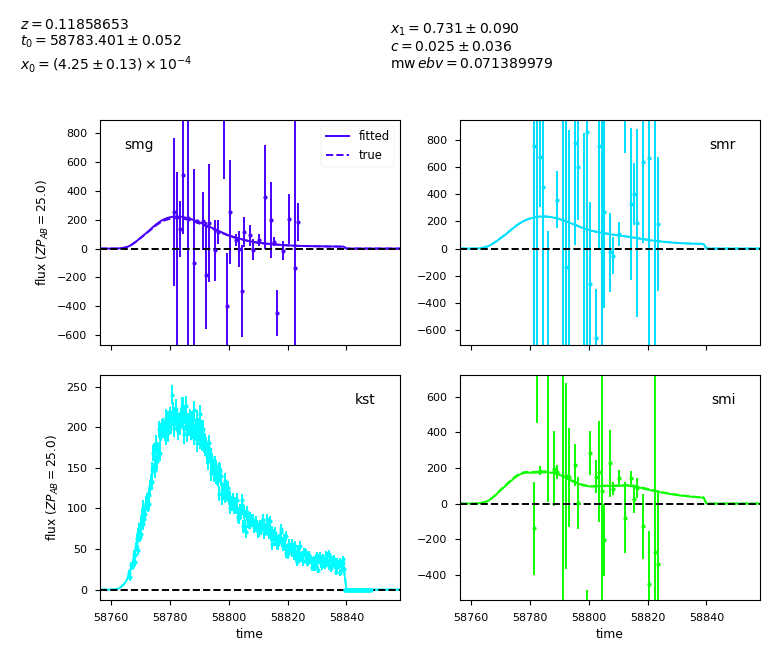 z = 0.11858653
t₀ = 58783.401 ± 0.052
x₀ = (4.25 ± 0.13) × 10⁻⁴
x₁ = 0.731 ± 0.090
c = 0.025 ± 0.036
mw ebv = 0.071389979
smg
fitted
true
800
600
400
200
0
−200
−400
−600
flux (ZP_AB = 25.0)
smr
800
600
400
200
0
−200
−400
−600
kst
250
200
150
100
50
0
flux (ZP_AB = 25.0)
58760 58780 58800 58820 58840
time
smi
600
400
200
0
−200
−400
58760 58780 58800 58820 58840
time